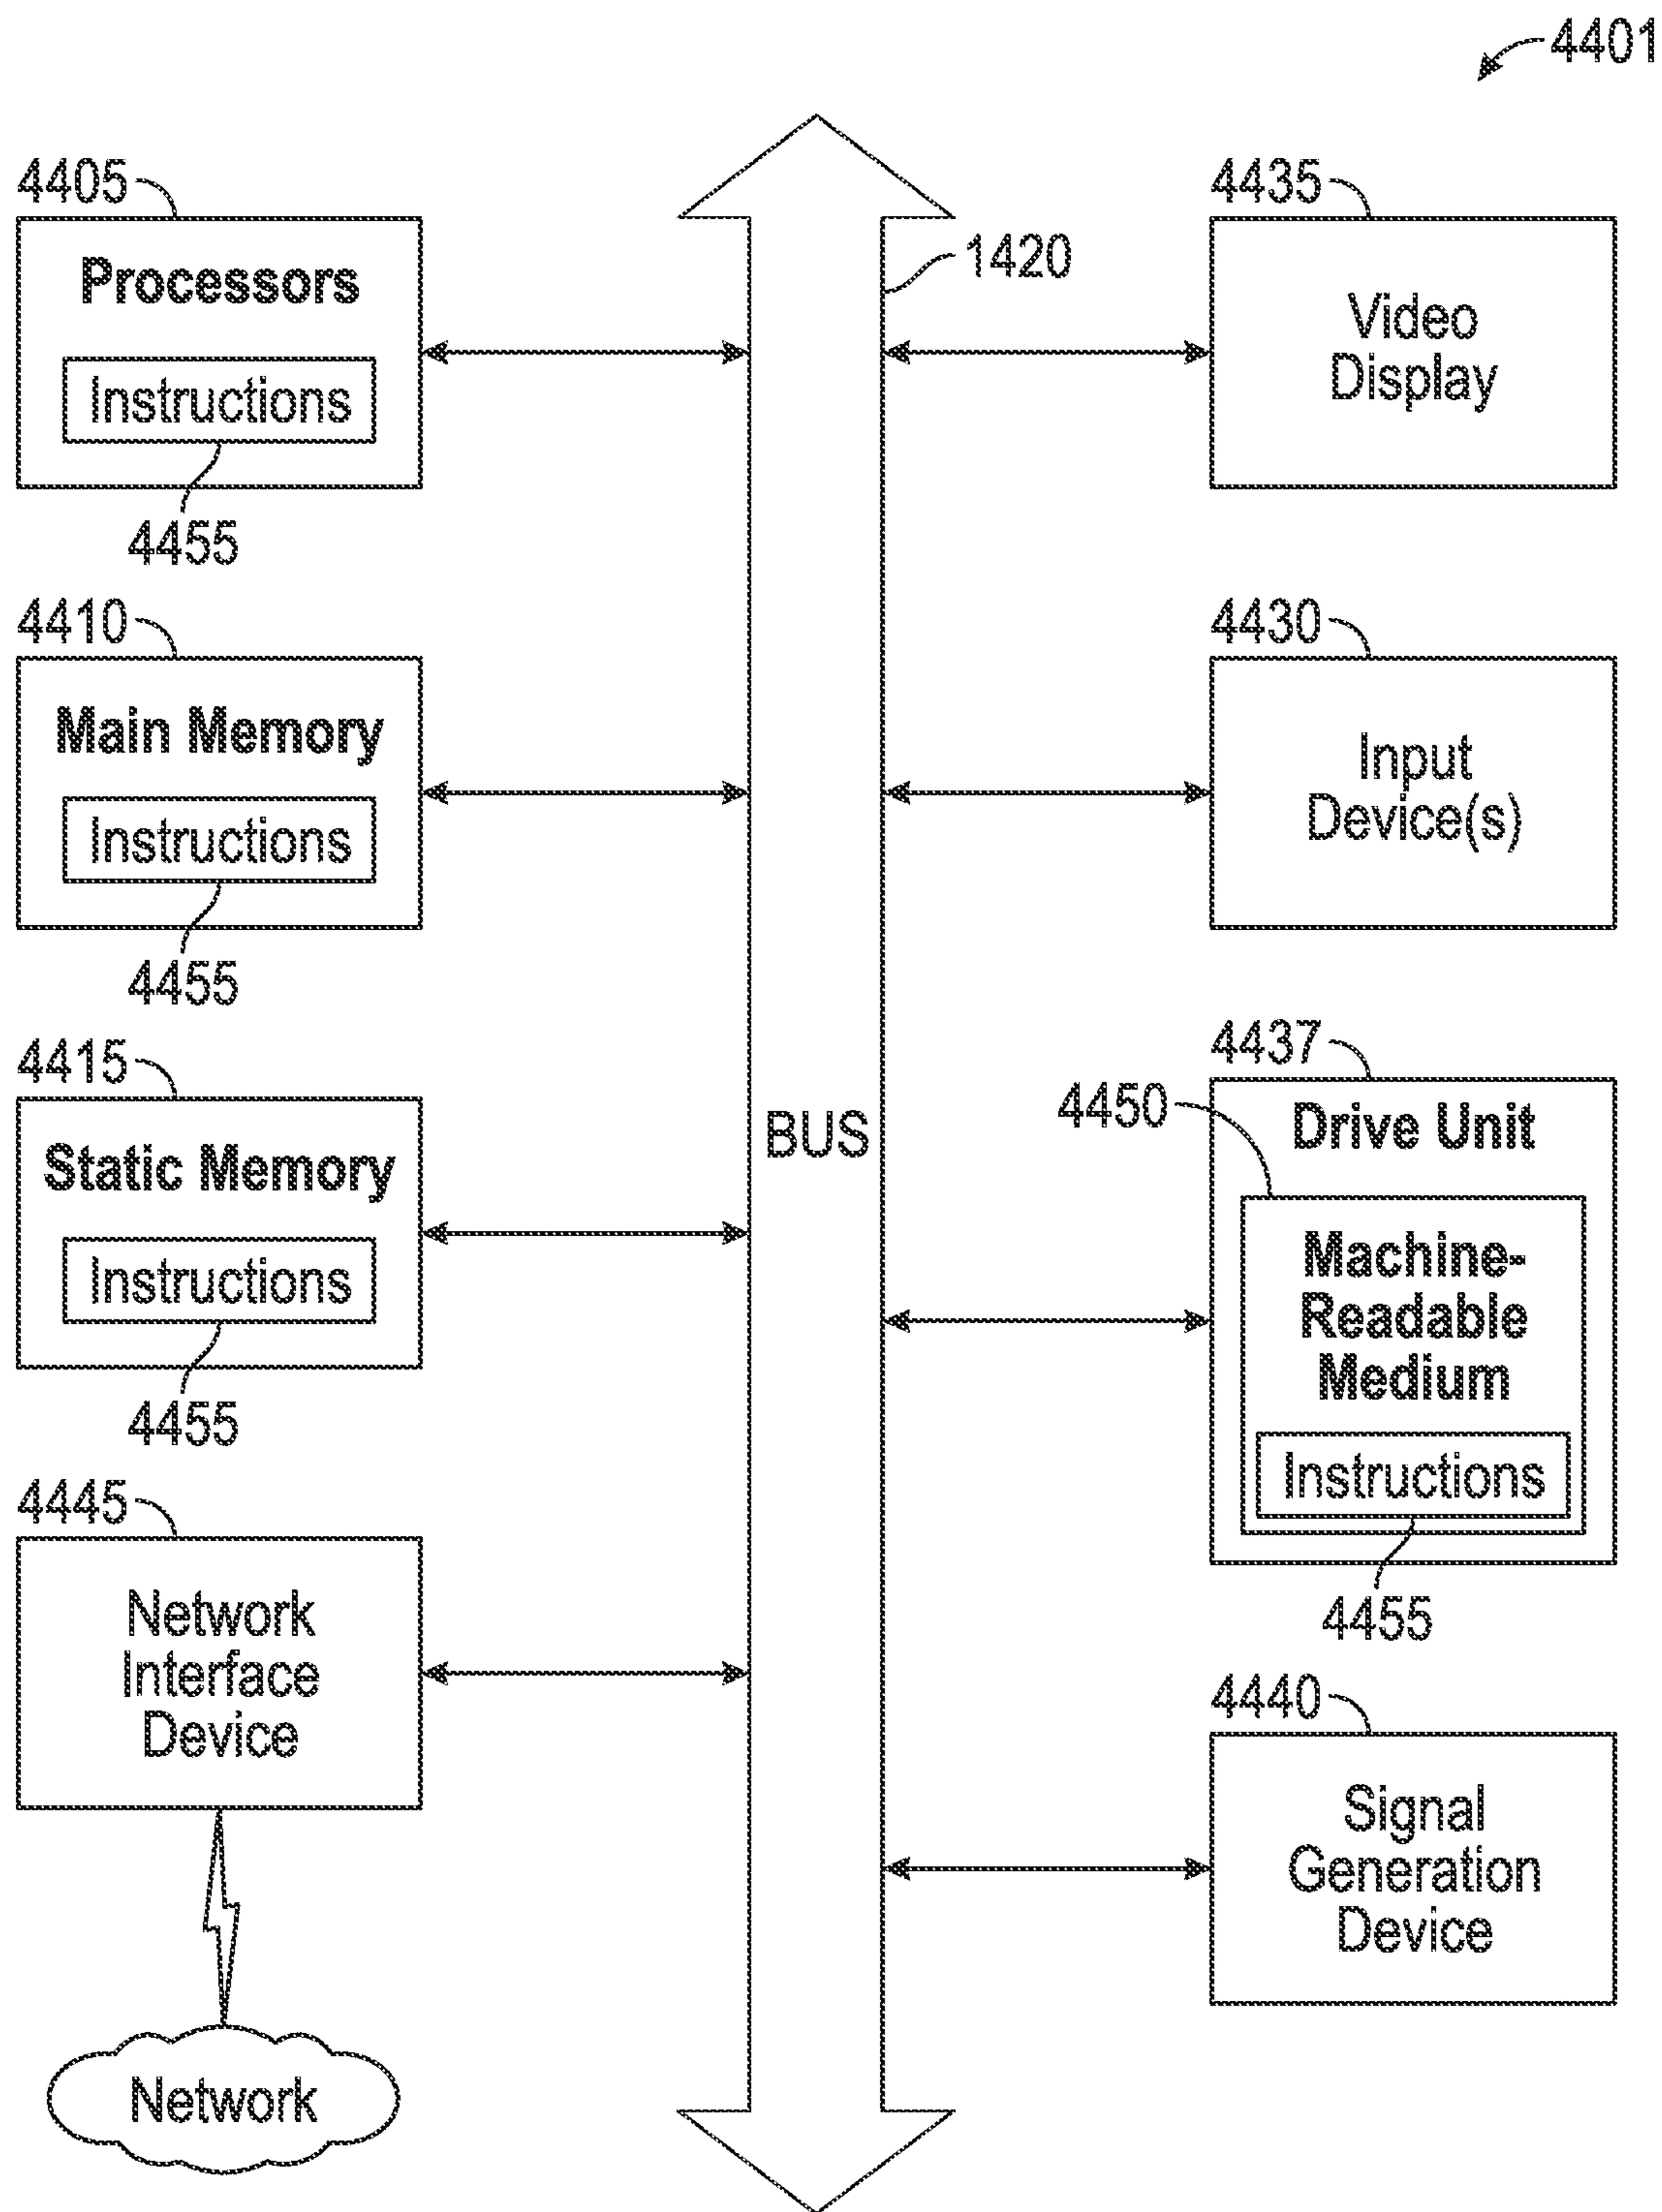 4401
4405
Processors
Instructions
4455
4410
Main Memory
Instructions
4455
4415
Static Memory
Instructions
4455
4445
Network
Interface
Device
Network
1420
BUS
4435
Video
Display
4430
Input
Device(s)
4437
4450
Drive Unit
Machine-
Readable
Medium
Instructions
4455
4440
Signal
Generation
Device